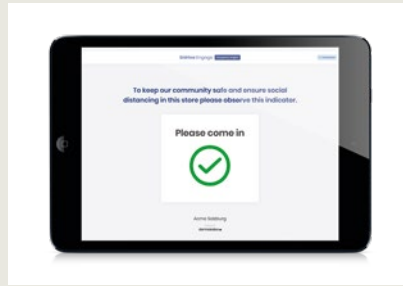 Engage
To keep our community safe and ensure social
distancing in this store please observe this indicator.
Please come in